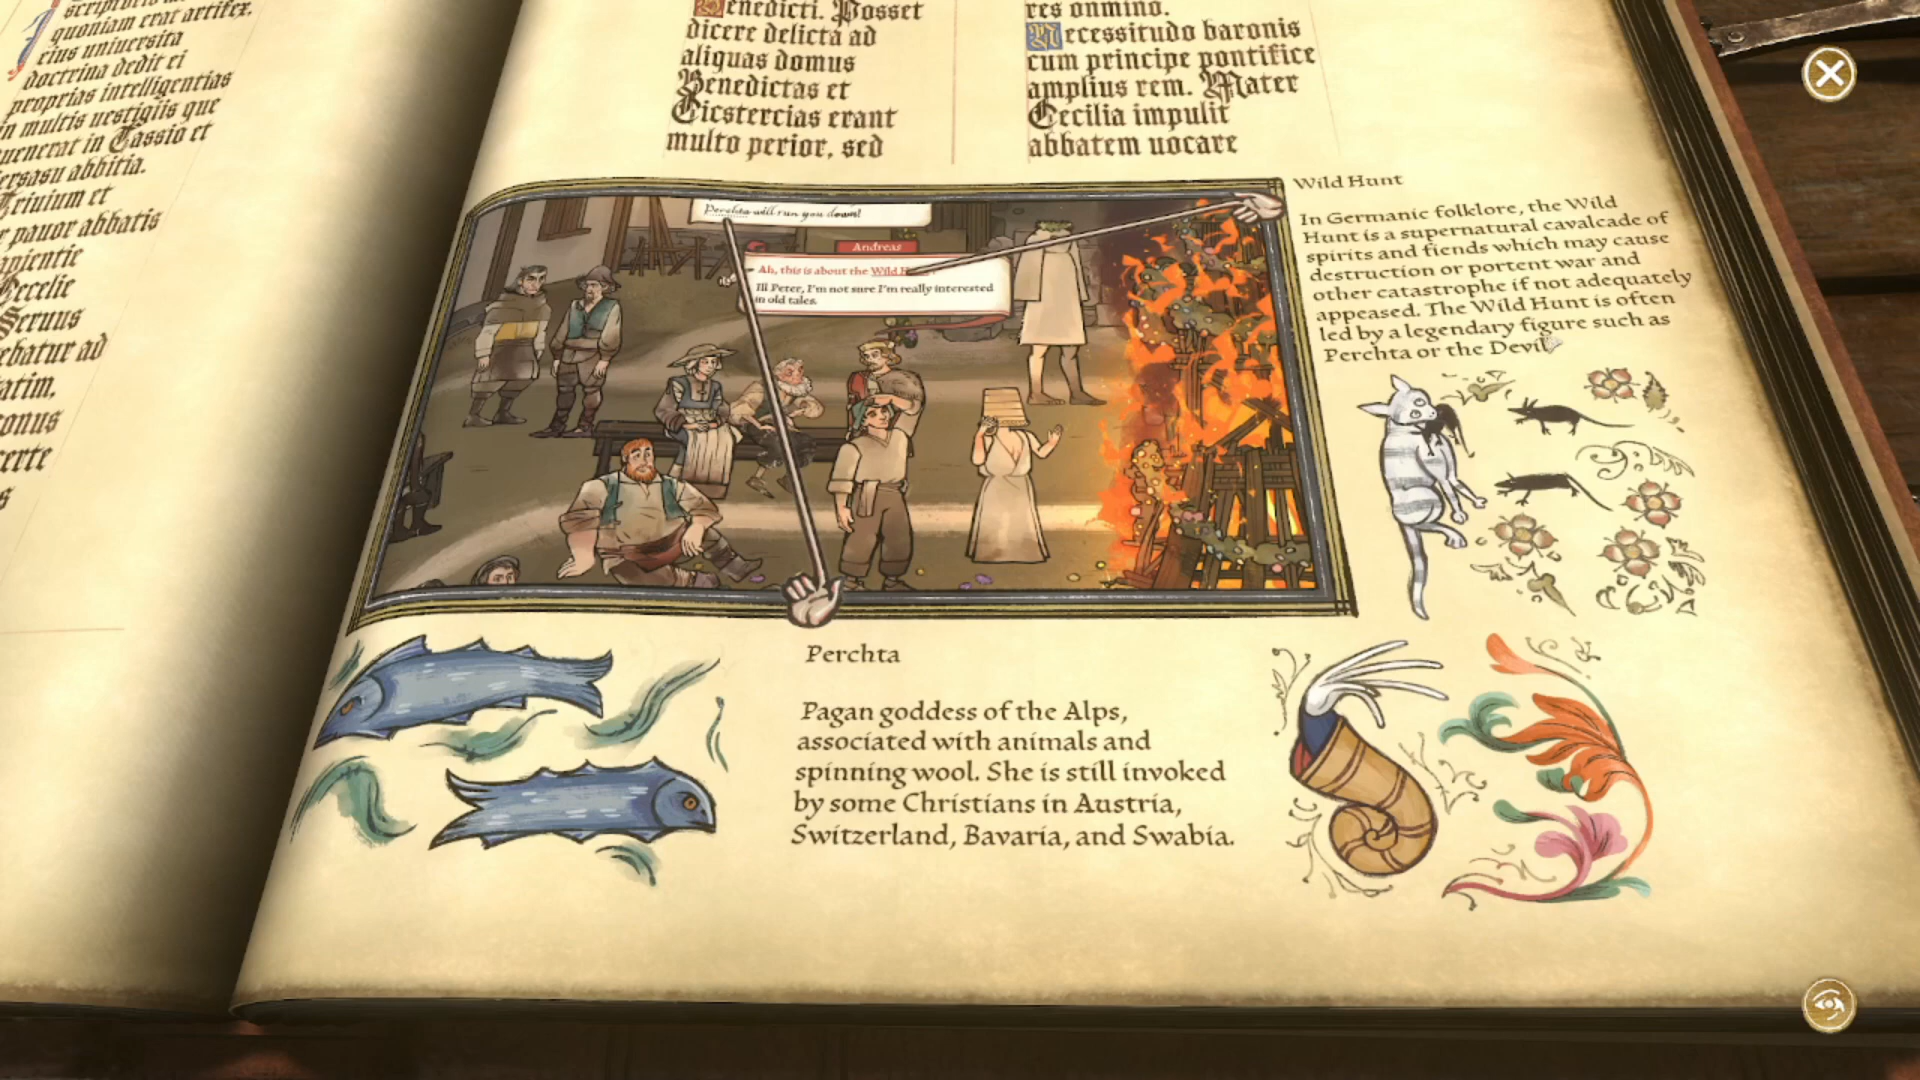 scripturis
quoniam erat artifex.
eius uniuersita
doctrina dedit ei
proprias intelligentias
in multis uestigiis que
uenerat in Tassio et
abbitia.
Triuium et
pauor abbatis
sapientie
Cecelie
Seruus
ebatur ad
atim,
onus
certe
Benedicti. Posset
dicere delicta ad
aliquas domus
Benedictas et
Cicstercias erant
multo perior, sed
res onmino.
Necessitudo baronis
cum principe pontifice
amplius rem. Mater
Cecilia impulit
abbatem uocare
Perchta will run you down!
Andreas
Ah, this is about the Wild
Ill Peter, I'm not sure I'm really interested
in old tales.
Wild Hunt
In Germanic folklore, the Wild
Hunt is a supernatural cavalcade of
spirits and fiends which may cause
destruction or portent war and
other catastrophe if not adequately
appeased. The Wild Hunt is often
led by a legendary figure such as
Perchta or the Devil
Perchta
Pagan goddess of the Alps,
associated with animals and
spinning wool. She is still invoked
by some Christians in Austria,
Switzerland, Bavaria, and Swabia.